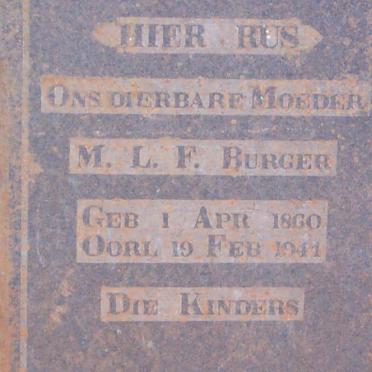 HIER RUS
ONS DIERBARE MOEDER
M. L. F. BURGER
GEB 1 APR 1860
OORL 19 FEB 1941
DIE KINDERS